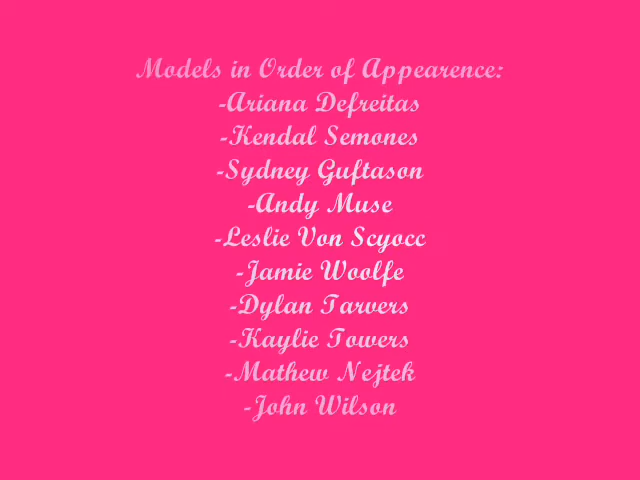 Models in Order of Appearence:
-Ariana Defreitas
-Kendal Semones
-Sydney Guftason
-Andy Muse
-Leslie Von Scyocc
-Jamie Woolfe
-Dylan Tarvers
-Kaylie Towers
-Mathew Nejtek
-John Wilson